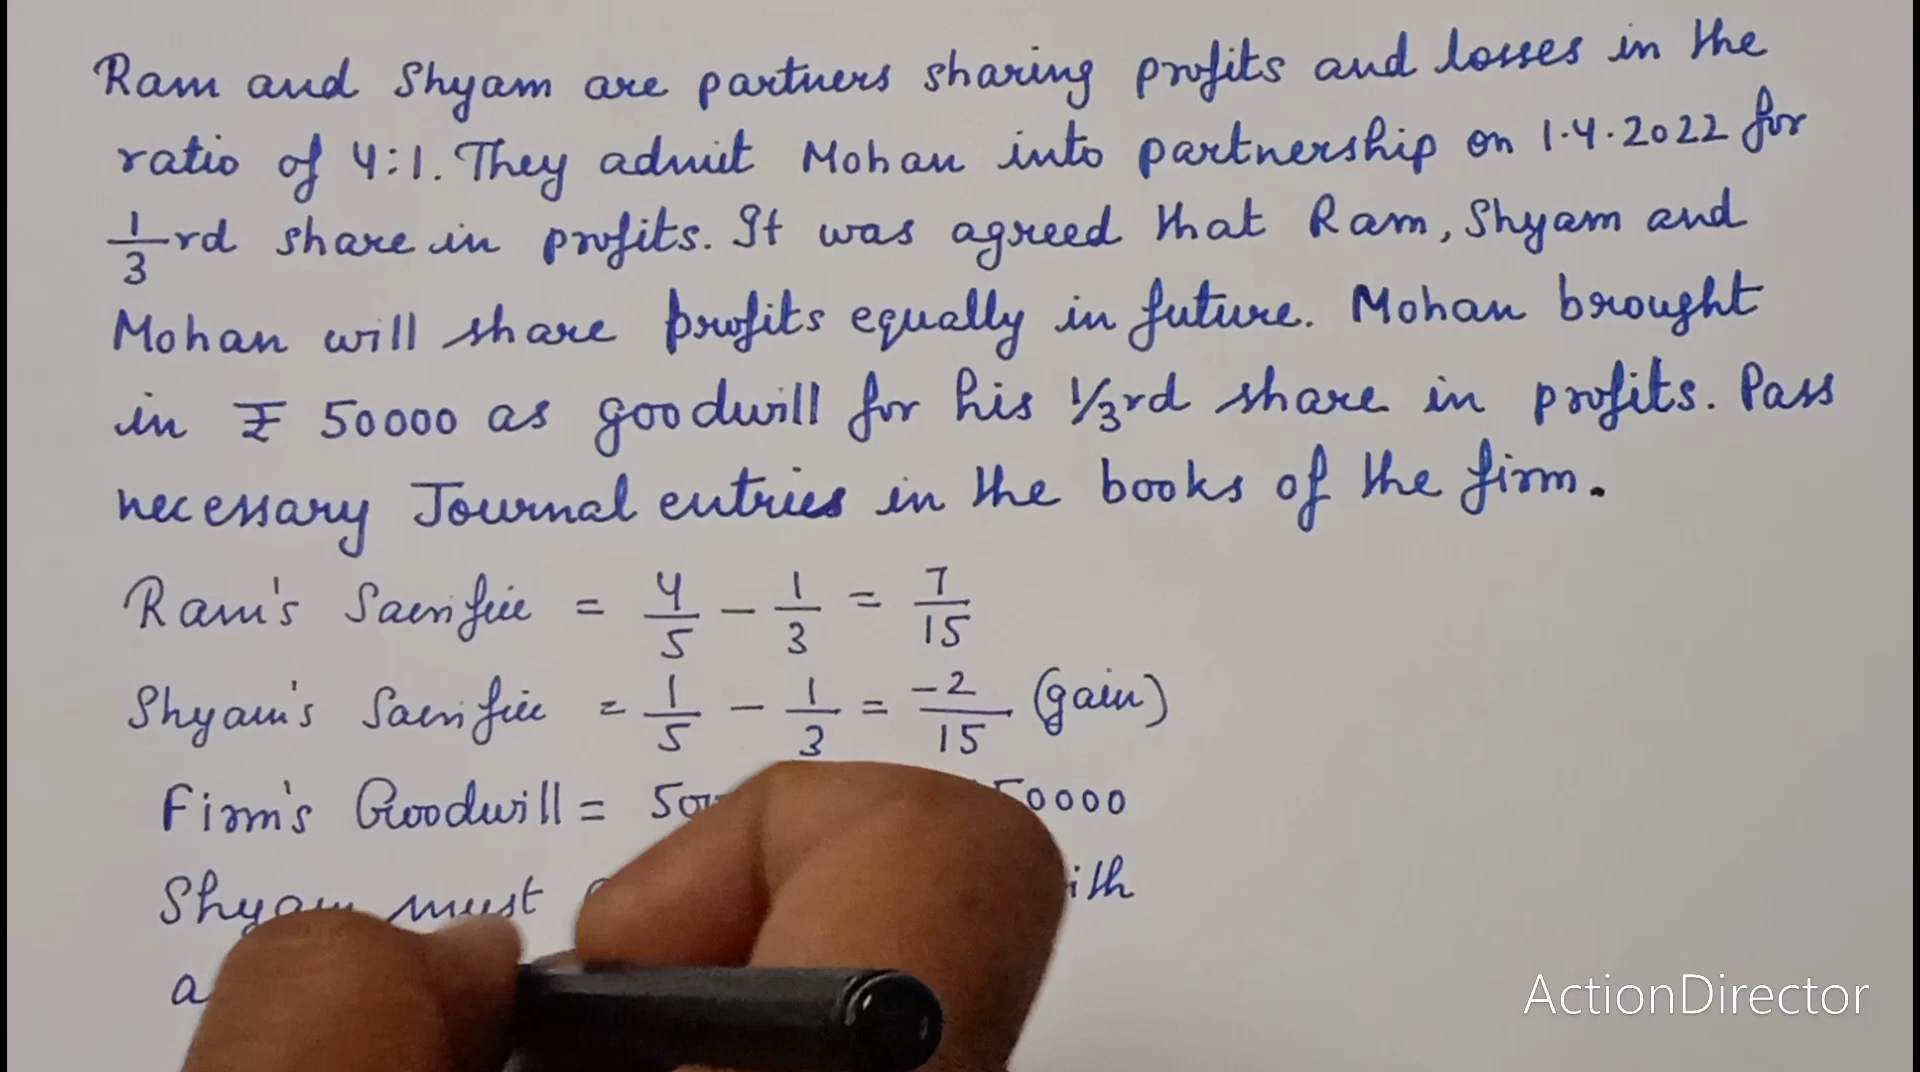 Ram and Shyam are partners sharing profits and losses in the
ratio of 4:1. They admit Mohan into partnership on 1.4.2022 for
1/3 rd share in profits. It was agreed that Ram, Shyam and
Mohan will share profits equally in future. Mohan brought
in ₹ 50000 as goodwill for his 1/3rd share in profits. Pass
necessary Journal entries in the books of the firm.
Ram's Sacrifice = 4/5 - 1/3 = 7/15
Shyam's Sacrifice = 1/5 - 1/3 = -2/15 (gain)
Firm's Goodwill = 50000
Shyam must
a
ActionDirector